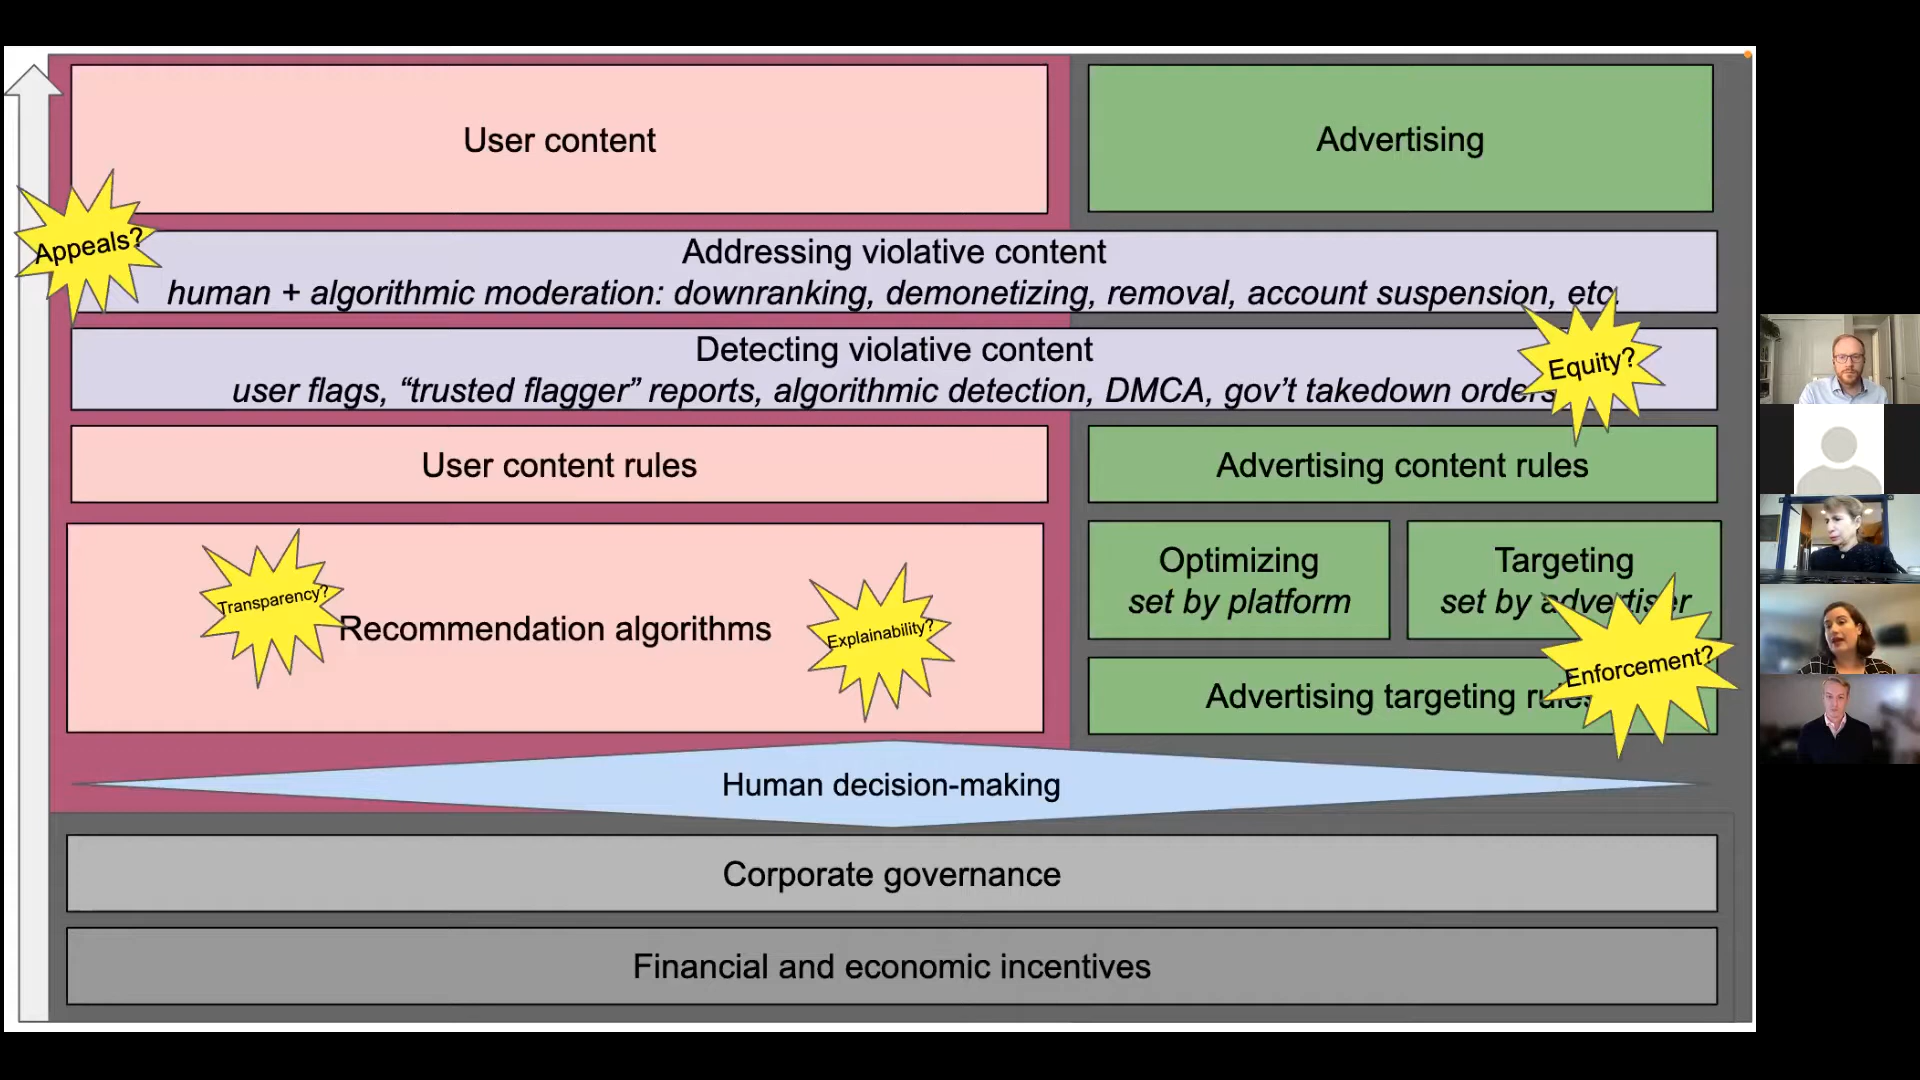 User content
Advertising
Appeals?
Addressing violative content
human + algorithmic moderation: downranking, demonetizing, removal, account suspension, etc.
Detecting violative content
user flags, “trusted flagger” reports, algorithmic detection, DMCA, gov’t takedown orders
Equity?
User content rules
Advertising content rules
Transparency?
Recommendation algorithms
Explainability?
Optimizing
set by platform
Targeting
set by advertiser
Enforcement?
Advertising targeting rules
Human decision-making
Corporate governance
Financial and economic incentives